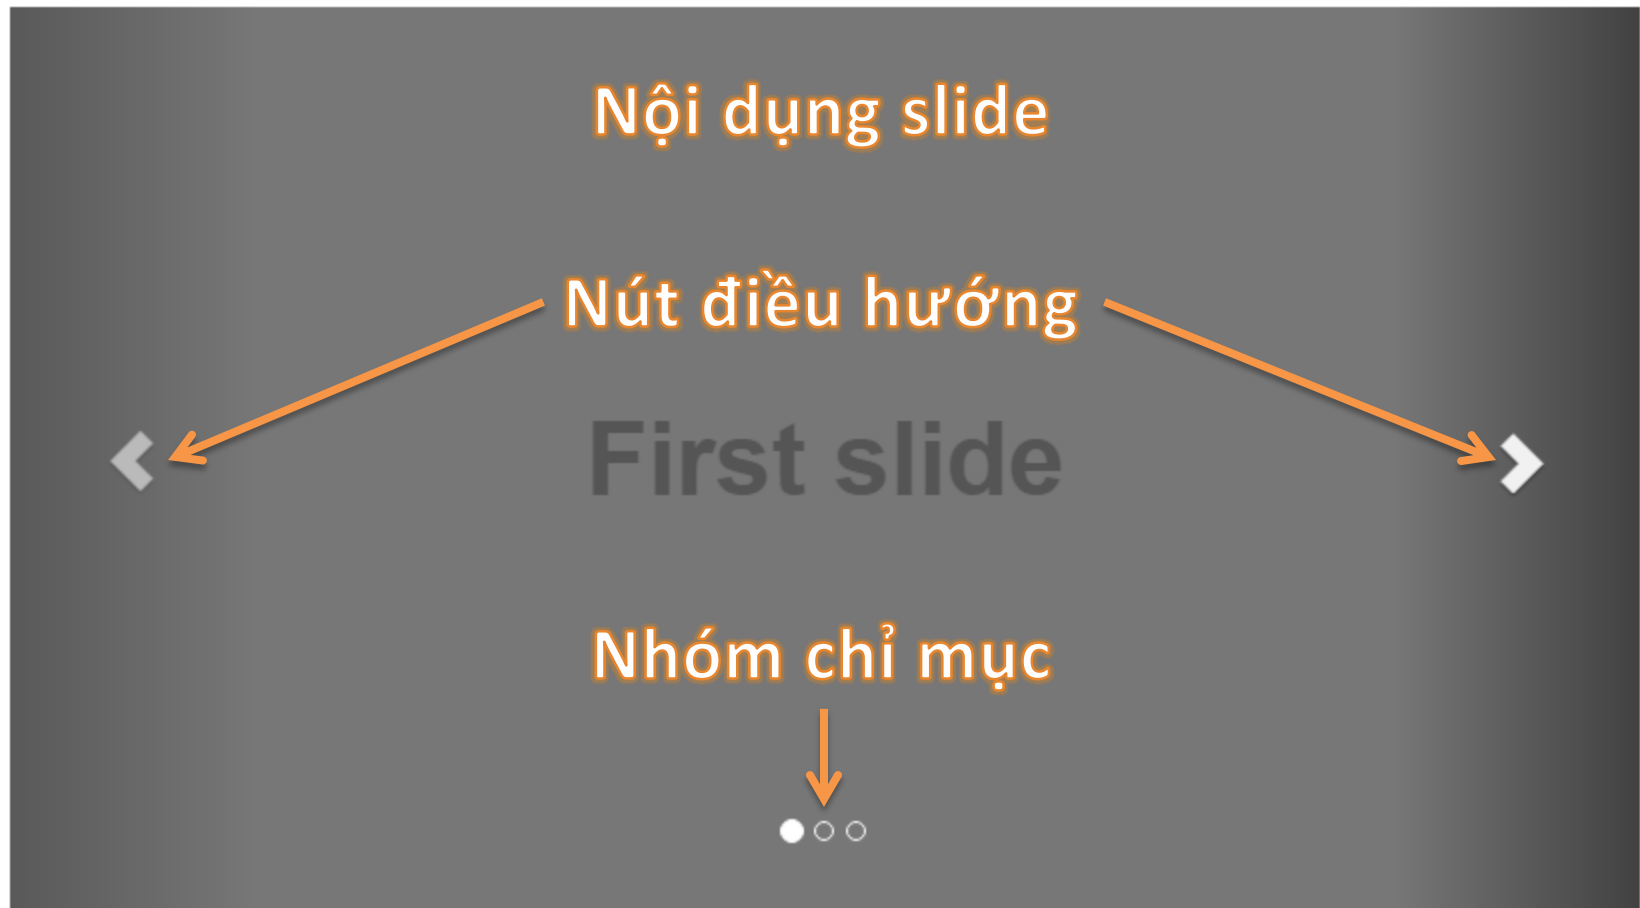 Nội dụng slide
Nút điều hướng
First slide
Nhóm chỉ mục